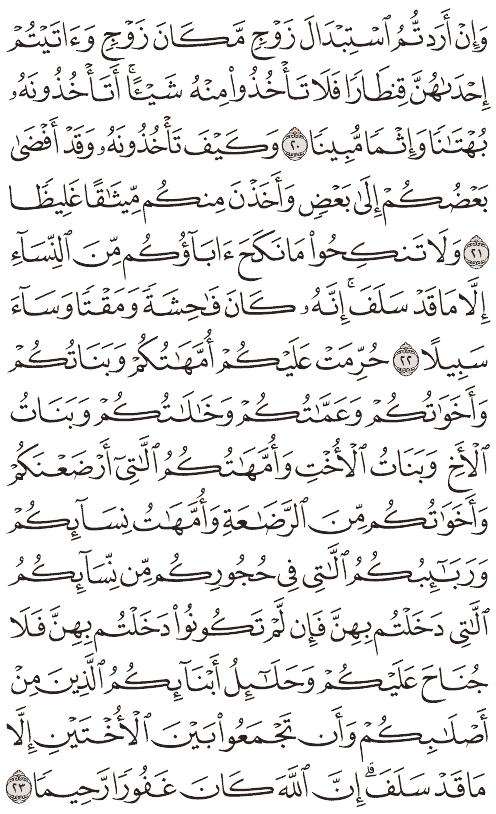 وَإِنْ أَرَدتُّمُ ٱسْتِبْدَالَ زَوْجٍ مَّكَانَ زَوْجٍ وَءَاتَيْتُمْ
إِحْدَىٰهُنَّ قِنطَارًا فَلَا تَأْخُذُوا۟ مِنْهُ شَيْـًٔا ۚ أَتَأْخُذُونَهُۥ
بُهْتَٰنًا وَإِثْمًا مُّبِينًا ٢٠ وَكَيْفَ تَأْخُذُونَهُۥ وَقَدْ أَفْضَىٰ
بَعْضُكُمْ إِلَىٰ بَعْضٍ وَأَخَذْنَ مِنكُم مِّيثَٰقًا غَلِيظًا
٢١ وَلَا تَنكِحُوا۟ مَا نَكَحَ ءَابَآؤُكُم مِّنَ ٱلنِّسَآءِ
إِلَّا مَا قَدْ سَلَفَ ۚ إِنَّهُۥ كَانَ فَٰحِشَةً وَمَقْتًا وَسَآءَ
سَبِيلًا ٢٢ حُرِّمَتْ عَلَيْكُمْ أُمَّهَٰتُكُمْ وَبَنَاتُكُمْ
وَأَخَوَٰتُكُمْ وَعَمَّٰتُكُمْ وَخَٰلَٰتُكُمْ وَبَنَاتُ
ٱلْأَخِ وَبَنَاتُ ٱلْأُخْتِ وَأُمَّهَٰتُكُمُ ٱلَّٰتِىٓ أَرْضَعْنَكُمْ
وَأَخَوَٰتُكُم مِّنَ ٱلرَّضَٰعَةِ وَأُمَّهَٰتُ نِسَآئِكُمْ
وَرَبَٰٓئِبُكُمُ ٱلَّٰتِى فِى حُجُورِكُم مِّن نِّسَآئِكُمُ
ٱلَّٰتِى دَخَلْتُم بِهِنَّ فَإِن لَّمْ تَكُونُوا۟ دَخَلْتُم بِهِنَّ فَلَا
جُنَاحَ عَلَيْكُمْ وَحَلَٰٓئِلُ أَبْنَآئِكُمُ ٱلَّذِينَ مِنْ
أَصْلَٰبِكُمْ وَأَن تَجْمَعُوا۟ بَيْنَ ٱلْأُخْتَيْنِ إِلَّا
مَا قَدْ سَلَفَ ۗ إِنَّ ٱللَّهَ كَانَ غَفُورًا رَّحِيمًا ٢٣